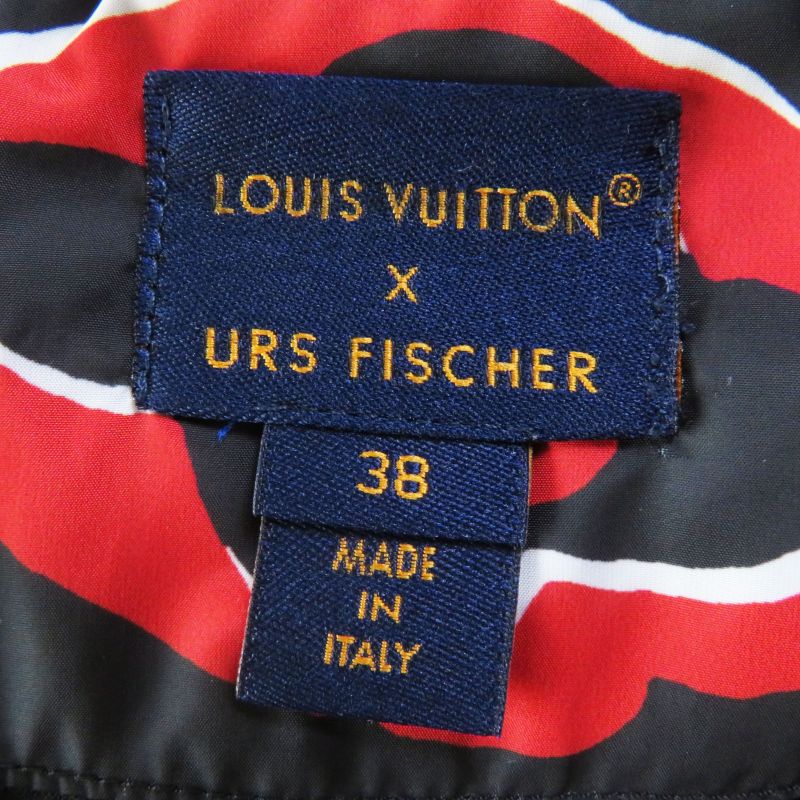 LOUIS VUITTON®
X
URS FISCHER
38
MADE
IN
ITALY